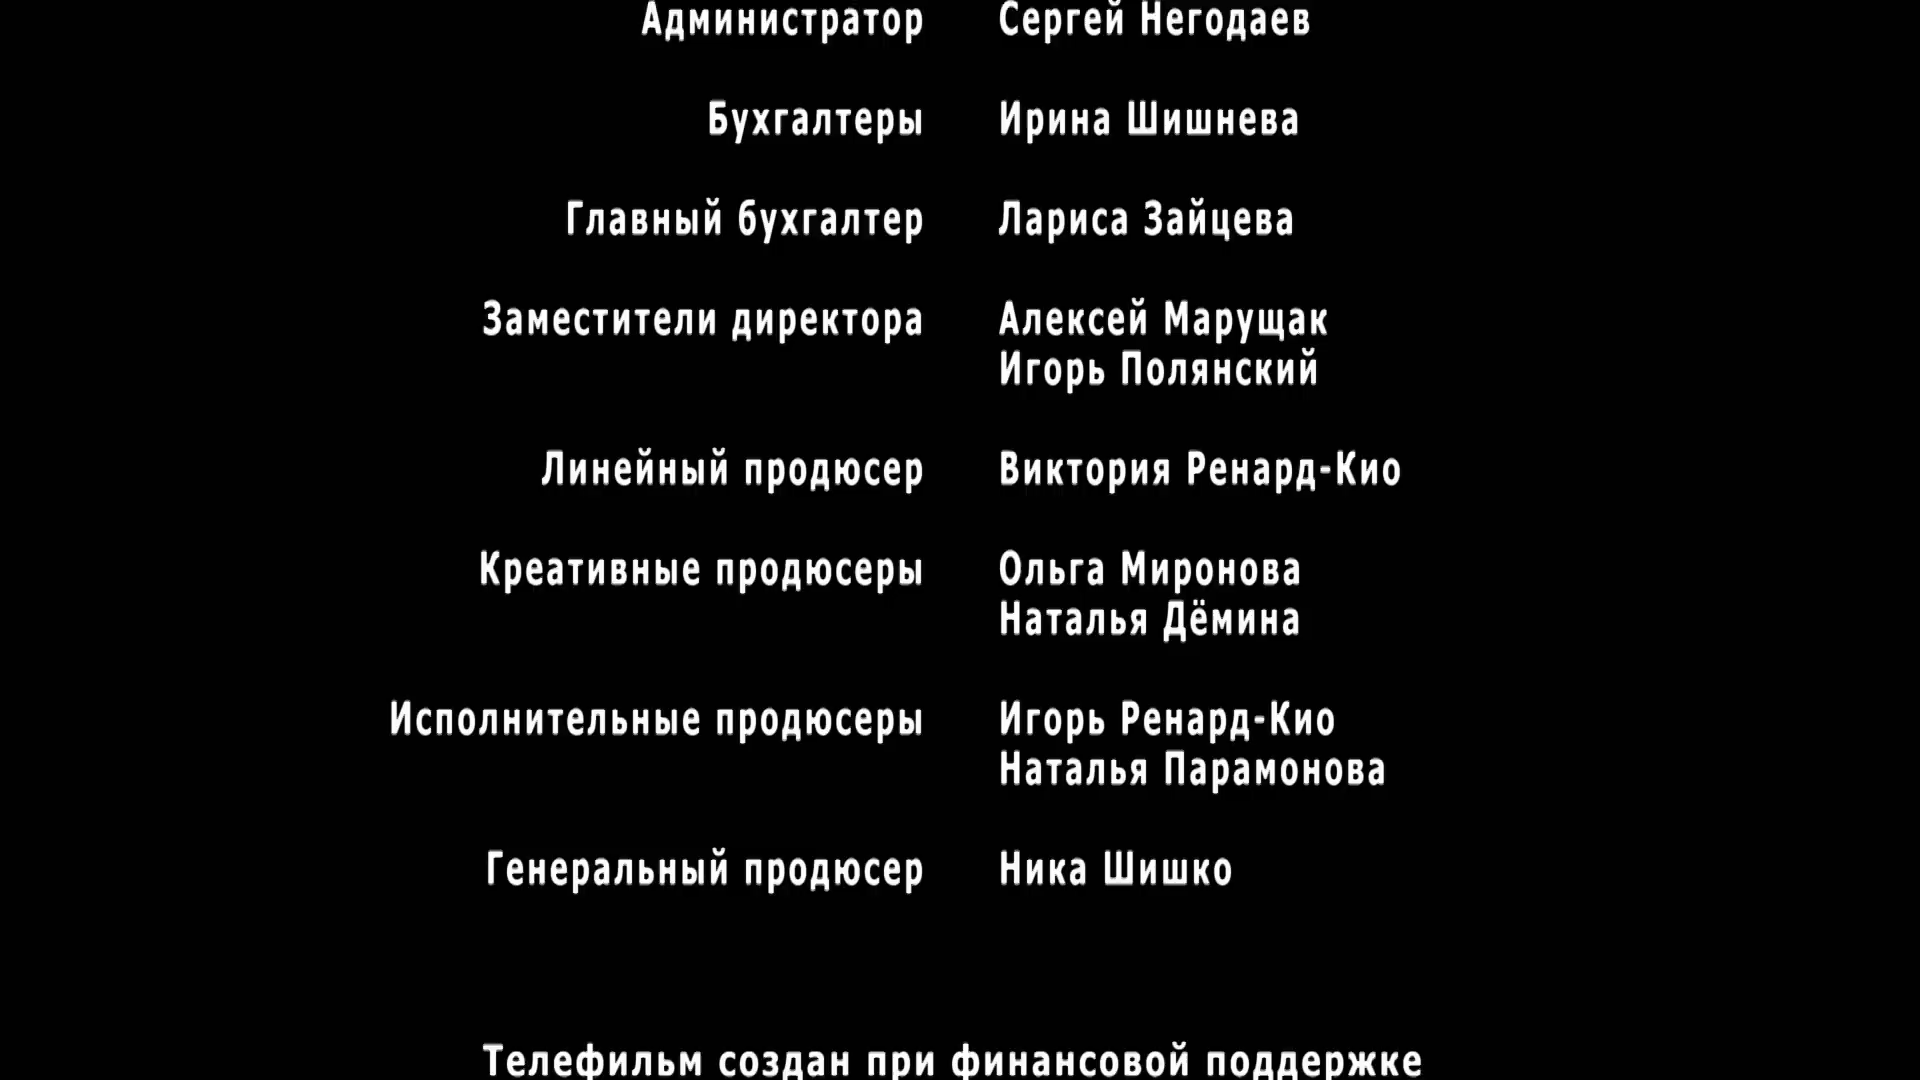 Администратор Сергей Негодаев
Бухгалтеры Ирина Шишнева
Главный бухгалтер Лариса Зайцева
Заместители директора Алексей Марущак
Игорь Полянский
Линейный продюсер Виктория Ренард-Кио
Креативные продюсеры Ольга Миронова
Наталья Дёмина
Исполнительные продюсеры Игорь Ренард-Кио
Наталья Парамонова
Генеральный продюсер Ника Шишко
Телефильм создан при финансовой поддержке